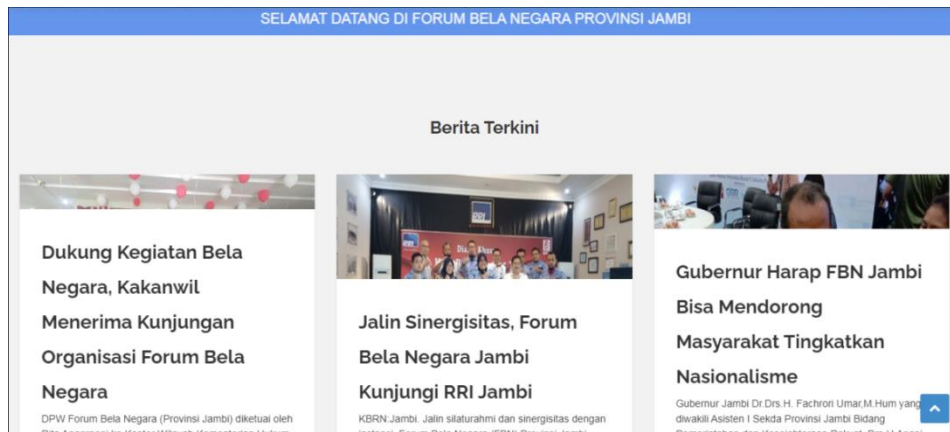 SELAMAT DATANG DI FORUM BELA NEGARA PROVINSI JAMBI
Berita Terkini
Dukung Kegiatan Bela
Negara, Kakanwil
Menerima Kunjungan
Organisasi Forum Bela
Negara
DPW Forum Bela Negara (Provinsi Jambi) diketuai oleh
Jalin Sinergisitas, Forum
Bela Negara Jambi
Kunjungi RRI Jambi
KBRN:Jambi. Jalin silaturahmi dan sinergisitas dengan
Gubernur Harap FBN Jambi
Bisa Mendorong
Masyarakat Tingkatkan
Nasionalisme
Gubernur Jambi Dr.Drs.H. Fachrori Umar,M.Hum yang
diwakili Asisten I Sekda Provinsi Jambi Bidang